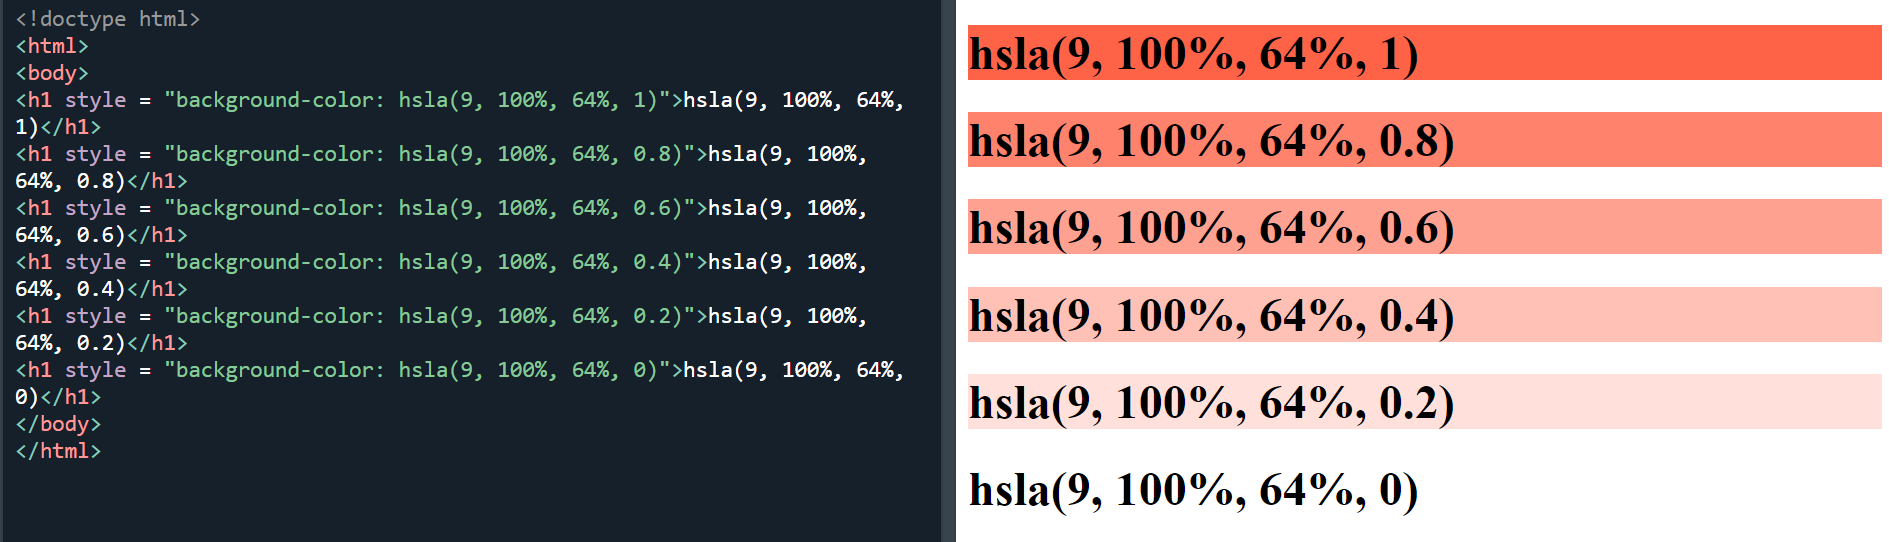 <!doctype html>
<html>
<body>
<h1 style = "background-color: hsla(9, 100%, 64%, 1)">hsla(9, 100%, 64%,
1)</h1>
<h1 style = "background-color: hsla(9, 100%, 64%, 0.8)">hsla(9, 100%,
64%, 0.8)</h1>
<h1 style = "background-color: hsla(9, 100%, 64%, 0.6)">hsla(9, 100%,
64%, 0.6)</h1>
<h1 style = "background-color: hsla(9, 100%, 64%, 0.4)">hsla(9, 100%,
64%, 0.4)</h1>
<h1 style = "background-color: hsla(9, 100%, 64%, 0.2)">hsla(9, 100%,
64%, 0.2)</h1>
<h1 style = "background-color: hsla(9, 100%, 64%, 0)">hsla(9, 100%, 64%,
0)</h1>
</body>
</html>
hsla(9, 100%, 64%, 1)
hsla(9, 100%, 64%, 0.8)
hsla(9, 100%, 64%, 0.6)
hsla(9, 100%, 64%, 0.4)
hsla(9, 100%, 64%, 0.2)
hsla(9, 100%, 64%, 0)